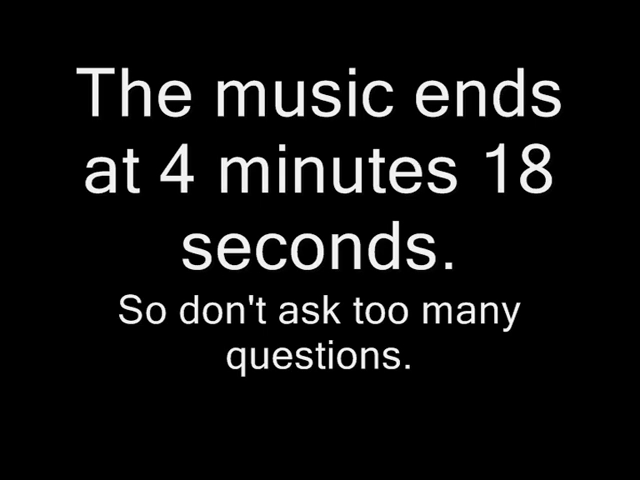 The music ends
at 4 minutes 18
seconds.
So don't ask too many
questions.